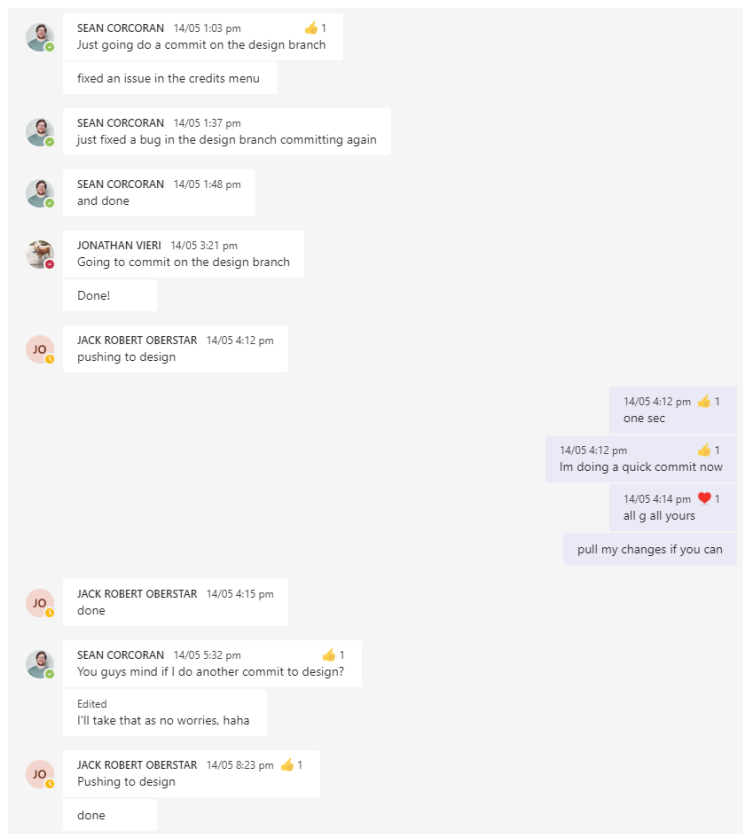 SEAN CORCORAN 14/05 1:03 pm 👍 1
Just going do a commit on the design branch
fixed an issue in the credits menu
SEAN CORCORAN 14/05 1:37 pm
just fixed a bug in the design branch committing again
SEAN CORCORAN 14/05 1:48 pm
and done
JONATHAN VIERI 14/05 3:21 pm
Going to commit on the design branch
Done!
JO
JACK ROBERT OBERSTAR 14/05 4:12 pm
pushing to design
14/05 4:12 pm 👍 1
one sec
14/05 4:12 pm 👍 1
Im doing a quick commit now
14/05 4:14 pm ❤️ 1
all g all yours
pull my changes if you can
JO
JACK ROBERT OBERSTAR 14/05 4:15 pm
done
SEAN CORCORAN 14/05 5:32 pm 👍 1
You guys mind if I do another commit to design?
Edited
I'll take that as no worries, haha
JO
JACK ROBERT OBERSTAR 14/05 8:23 pm 👍 1
Pushing to design
done